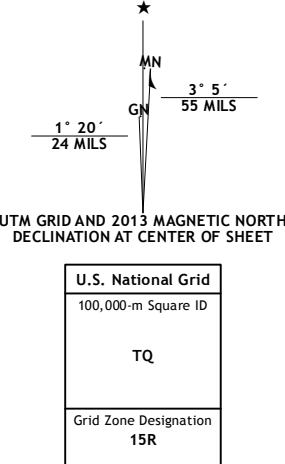 ★
MN
GN
3° 5´
55 MILS
1° 20´
24 MILS
UTM GRID AND 2013 MAGNETIC NORTH
DECLINATION AT CENTER OF SHEET
U.S. National Grid
100,000-m Square ID
TQ
Grid Zone Designation
15R